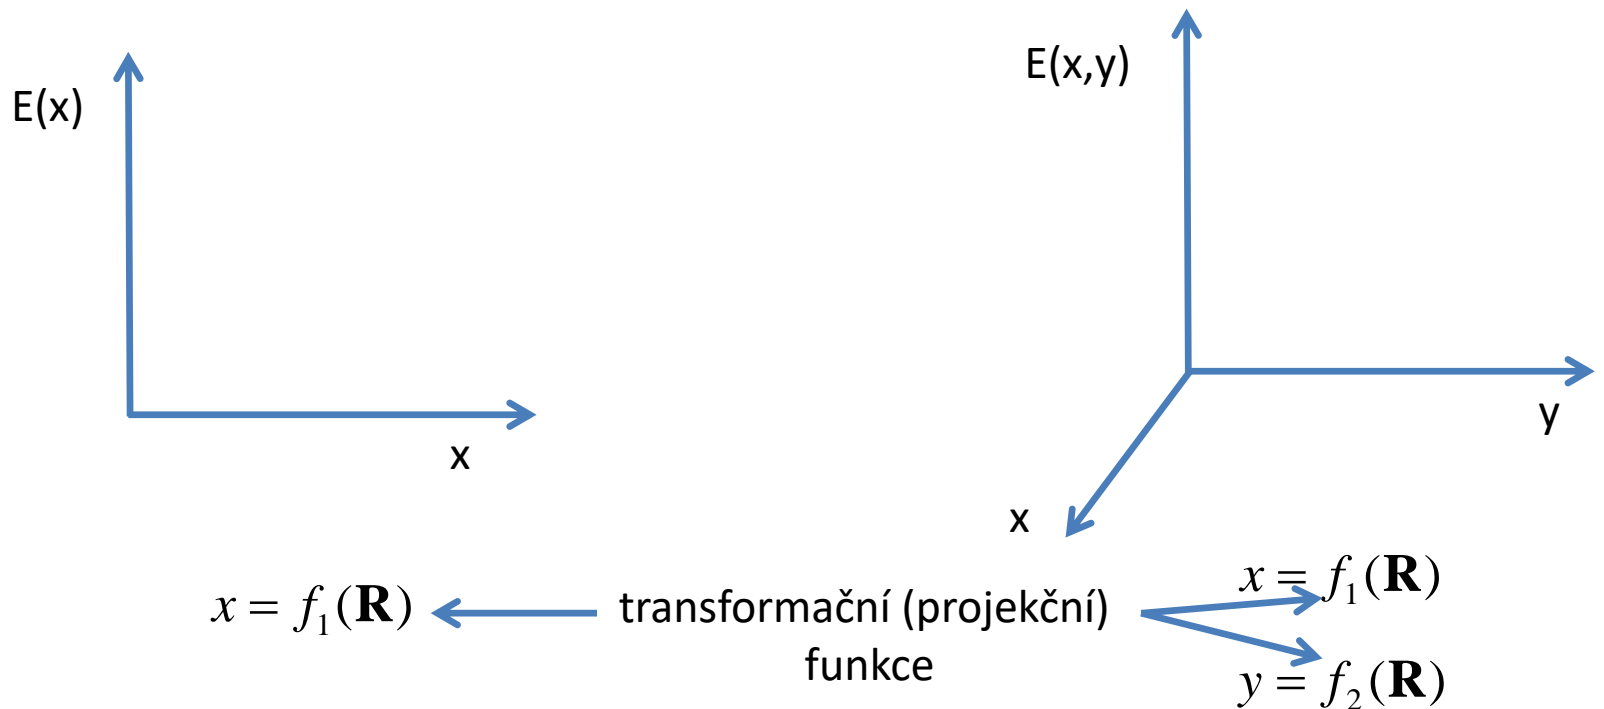 E(x)
x
E(x,y)
y
x
x = f₁(𝐑)
transformační (projekční)
funkce
x = f₁(𝐑)
y = f₂(𝐑)